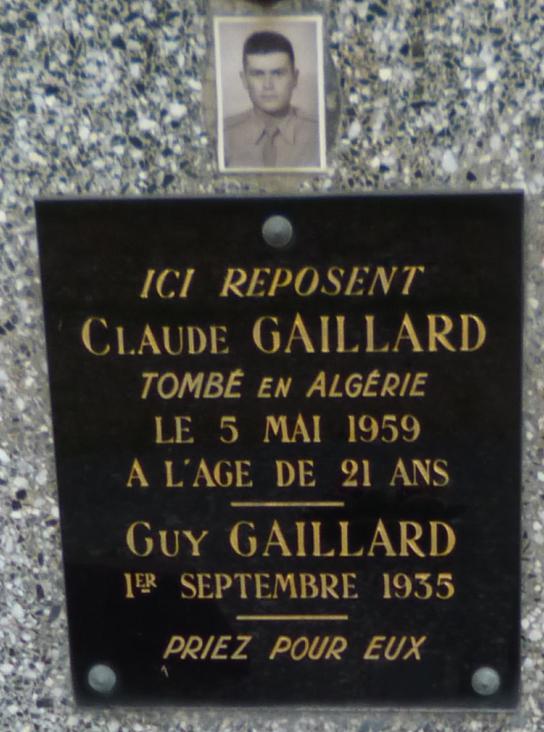 ICI REPOSENT
CLAUDE GAILLARD
TOMBÉ EN ALGÉRIE
LE 5 MAI 1959
A L'AGE DE 21 ANS
GUY GAILLARD
1ER SEPTEMBRE 1935
PRIEZ POUR EUX